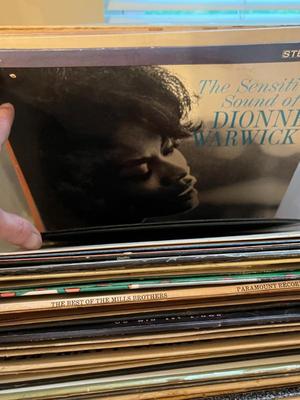 STE
The Sensiti
Sound of
DIONNE
WARWICK
THE BEST OF THE MILLS BROTHERS
PARAMOUNT RECOR